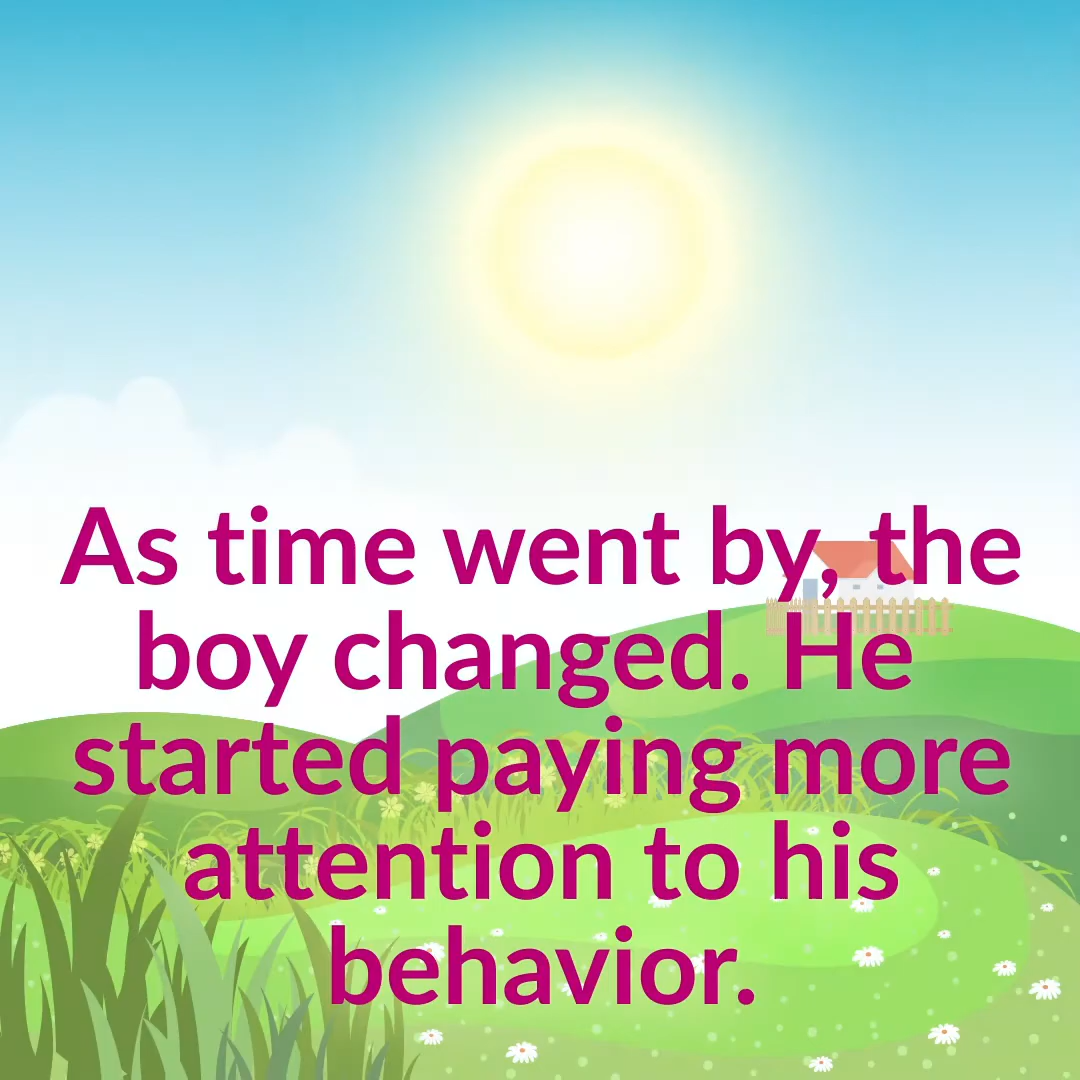 As time went by, the
boy changed. He
started paying more
attention to his
behavior.